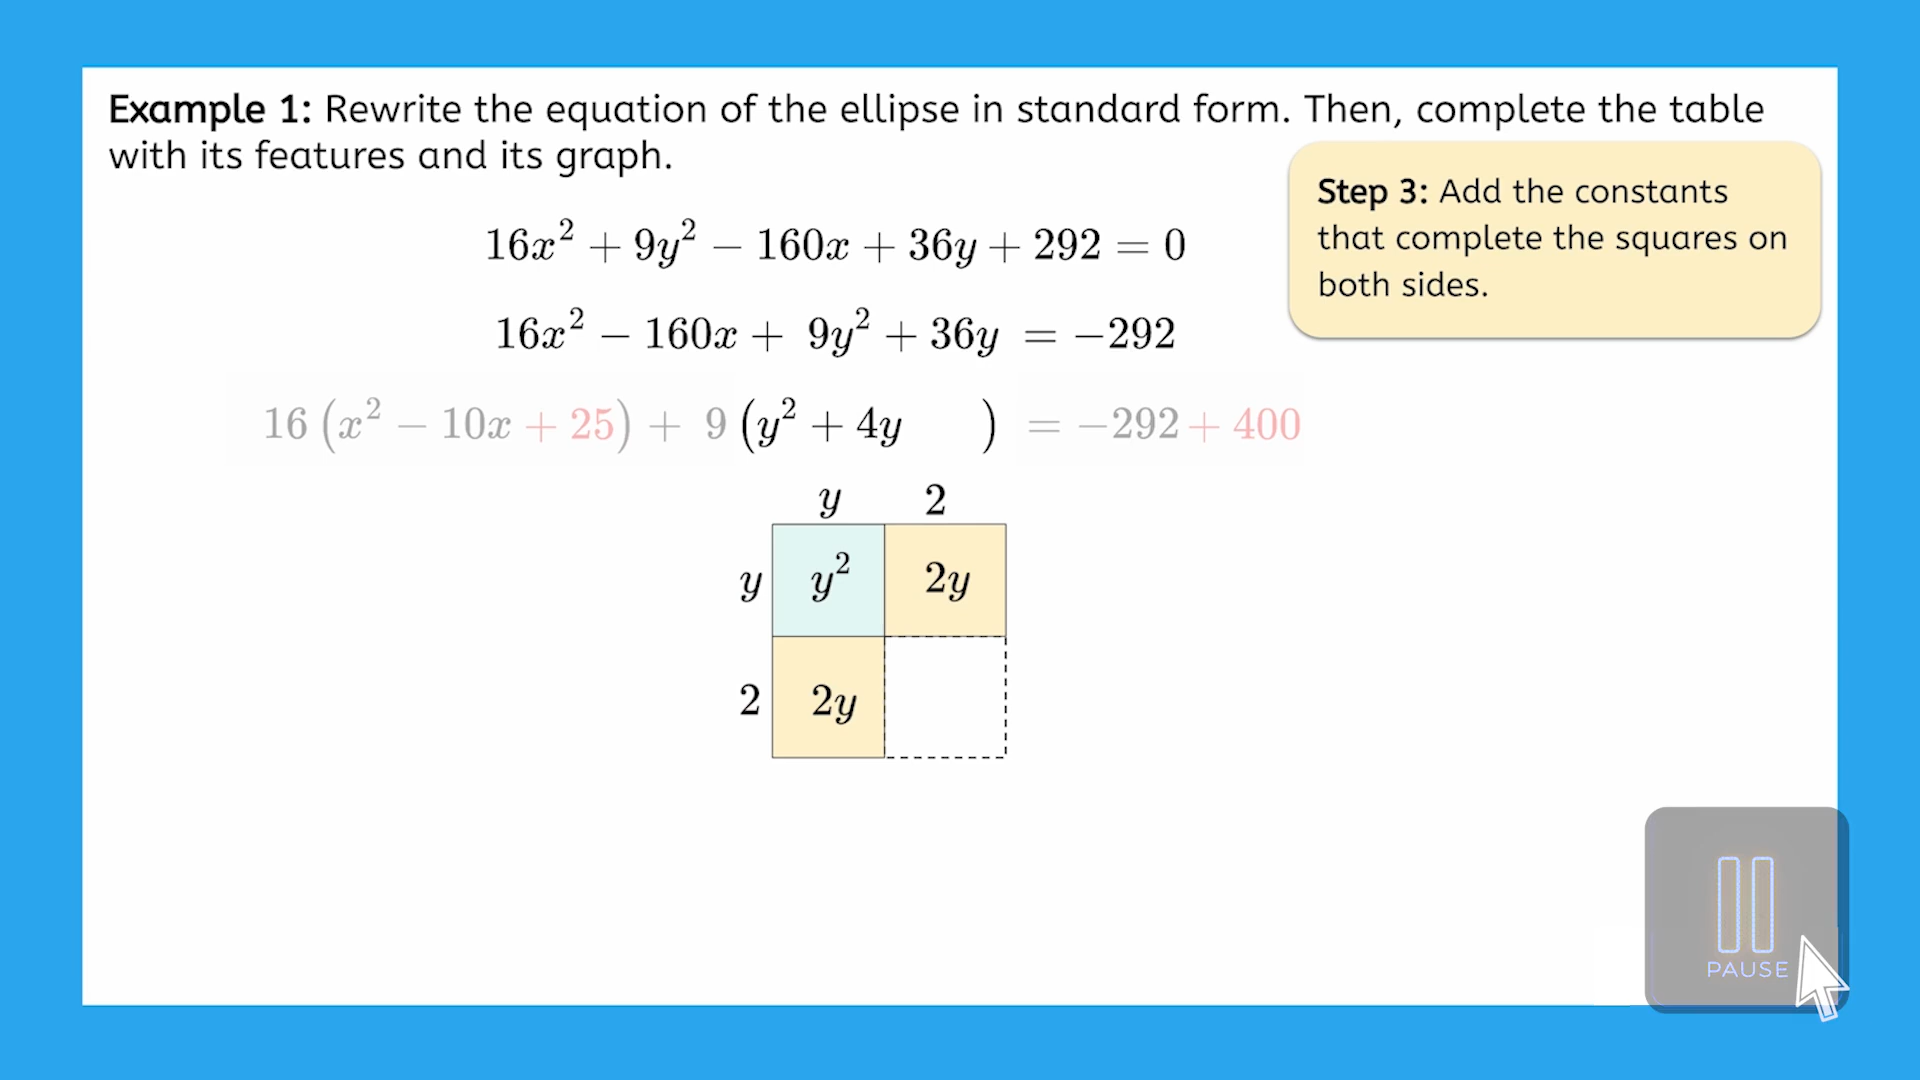 Example 1: Rewrite the equation of the ellipse in standard form. Then, complete the table
with its features and its graph.
Step 3: Add the constants
that complete the squares on
both sides.
16x² + 9y² − 160x + 36y + 292 = 0
16x² − 160x + 9y² + 36y = −292
16 (x² − 10x + 25) + 9 (y² + 4y ) = −292 + 400
y 2
y y² 2y
2 2y
PAUSE